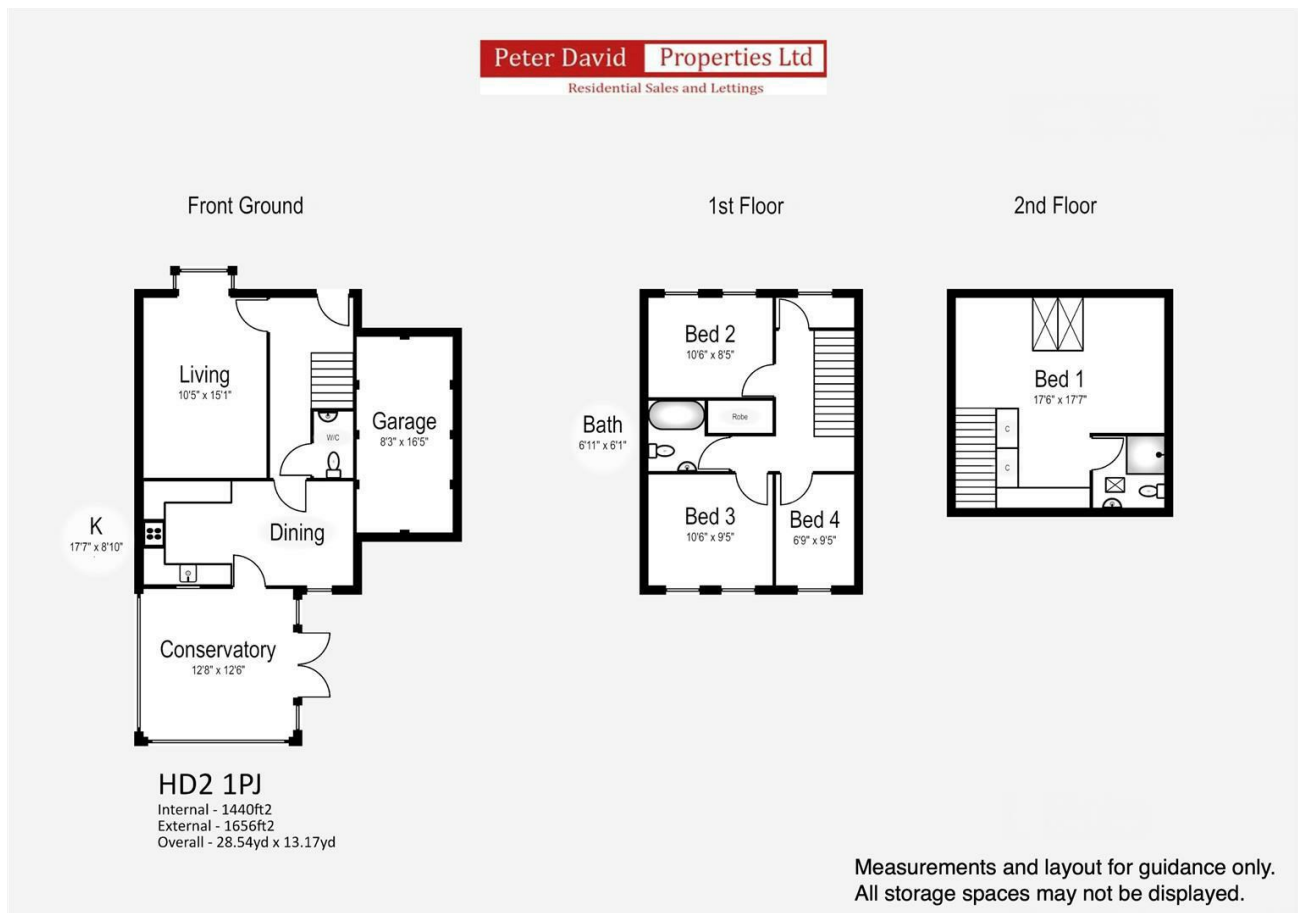 Peter David Properties Ltd
Residential Sales and Lettings
Front Ground
1st Floor
2nd Floor
Living
10'5" x 15'1"
W/C
Garage
8'3" x 16'5"
K
17'7" x 8'10"
Dining
Conservatory
12'8" x 12'6"
Bed 2
10'6" x 8'5"
Bath
6'11" x 6'1"
Robe
Bed 3
10'6" x 9'5"
Bed 4
6'9" x 9'5"
Bed 1
17'6" x 17'7"
C
C
HD2 1PJ
Internal - 1440ft2
External - 1656ft2
Overall - 28.54yd x 13.17yd
Measurements and layout for guidance only.
All storage spaces may not be displayed.